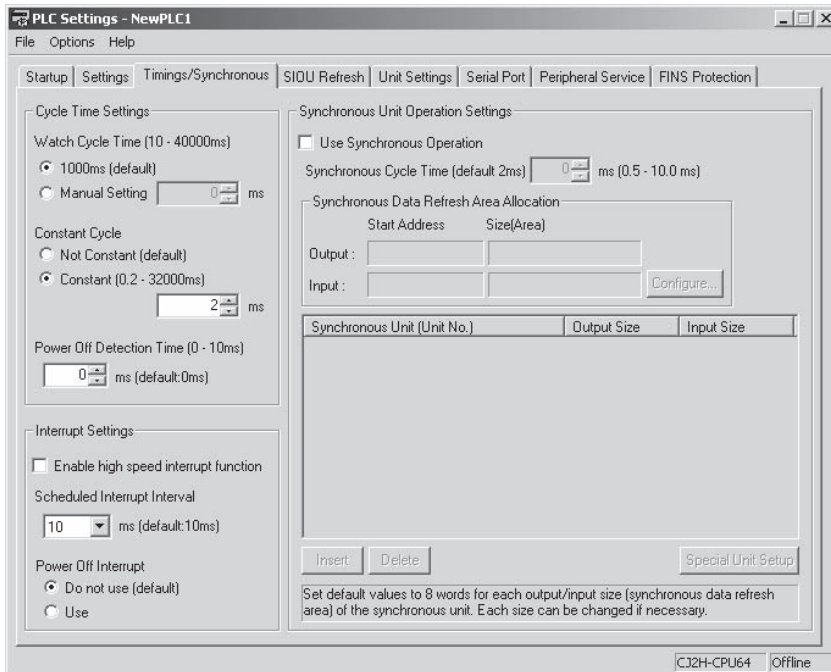 PLC Settings - NewPLC1
File Options Help
Startup Settings Timings/Synchronous SIOU Refresh Unit Settings Serial Port Peripheral Service FINS Protection
Cycle Time Settings
Watch Cycle Time (10 - 40000ms)
1000ms (default)
Manual Setting 0 ms
Constant Cycle
Not Constant (default)
Constant (0.2 - 32000ms)
2 ms
Power Off Detection Time (0 - 10ms)
0 ms (default:0ms)
Interrupt Settings
Enable high speed interrupt function
Scheduled Interrupt Interval
10 ms (default:10ms)
Power Off Interrupt
Do not use (default)
Use
Synchronous Unit Operation Settings
Use Synchronous Operation
Synchronous Cycle Time (default 2ms) 0 ms (0.5 - 10.0 ms)
Synchronous Data Refresh Area Allocation
Start Address Size(Area)
Output :
Input : Configure...
Synchronous Unit (Unit No.) Output Size Input Size
Insert Delete Special Unit Setup
Set default values to 8 words for each output/input size (synchronous data refresh
area) of the synchronous unit. Each size can be changed if necessary.
CJ2H-CPU64 Offline